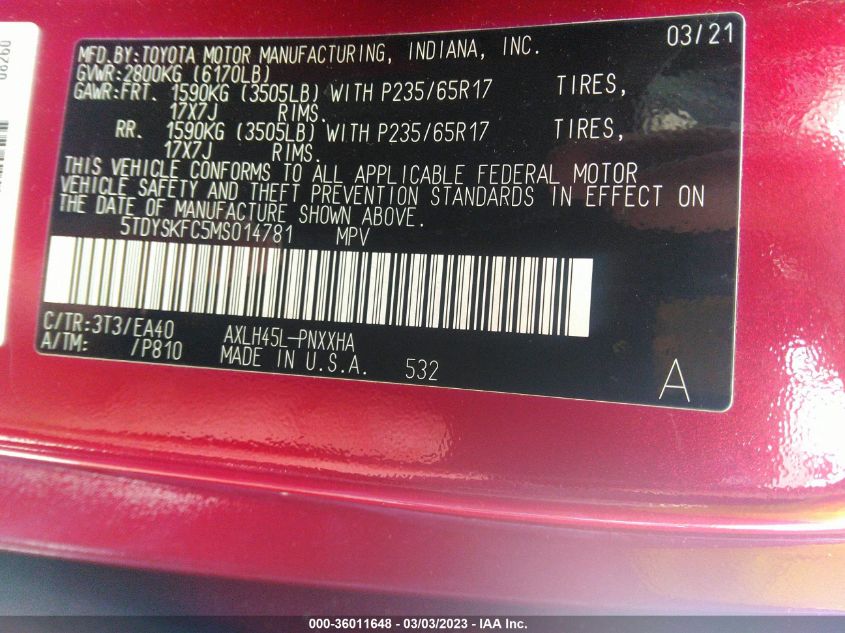 03/21
MFD.BY:TOYOTA MOTOR MANUFACTURING, INDIANA, INC.
GVWR:2800KG (6170LB)
GAWR:FRT. 1590KG (3505LB) WITH P235/65R17 TIRES,
17X7J RIMS.
RR. 1590KG (3505LB) WITH P235/65R17 TIRES,
17X7J RIMS.
THIS VEHICLE CONFORMS TO ALL APPLICABLE FEDERAL MOTOR
VEHICLE SAFETY AND THEFT PREVENTION STANDARDS IN EFFECT ON
THE DATE OF MANUFACTURE SHOWN ABOVE.
5TDYSKFC5MS014781 MPV
C/TR:3T3/EA40 AXLH45L-PNXXHA
A/TM: /P810 MADE IN U.S.A. 532
A
08260
000-36011648 - 03/03/2023 - IAA Inc.